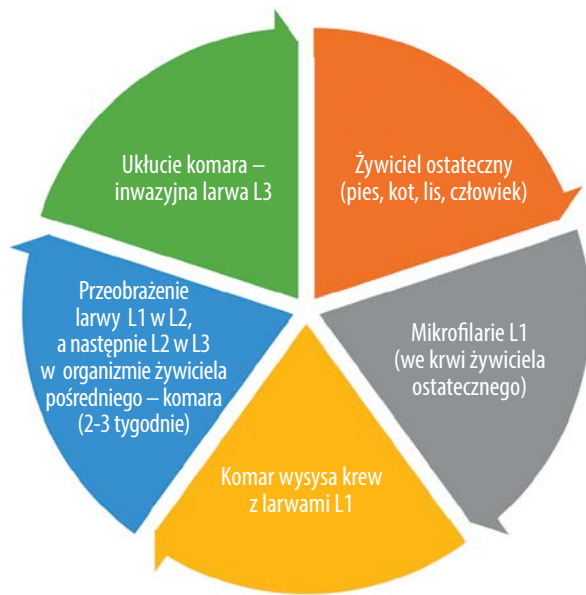 Ukłucie komara –
inwazyjna larwa L3
Żywiciel ostateczny
(pies, kot, lis, człowiek)
Mikrofilarie L1
(we krwi żywiciela
ostatecznego)
Komar wysysa krew
z larwami L1
Przeobrażenie
larwy L1 w L2,
a następnie L2 w L3
w organizmie żywiciela
pośredniego – komara
(2-3 tygodnie)